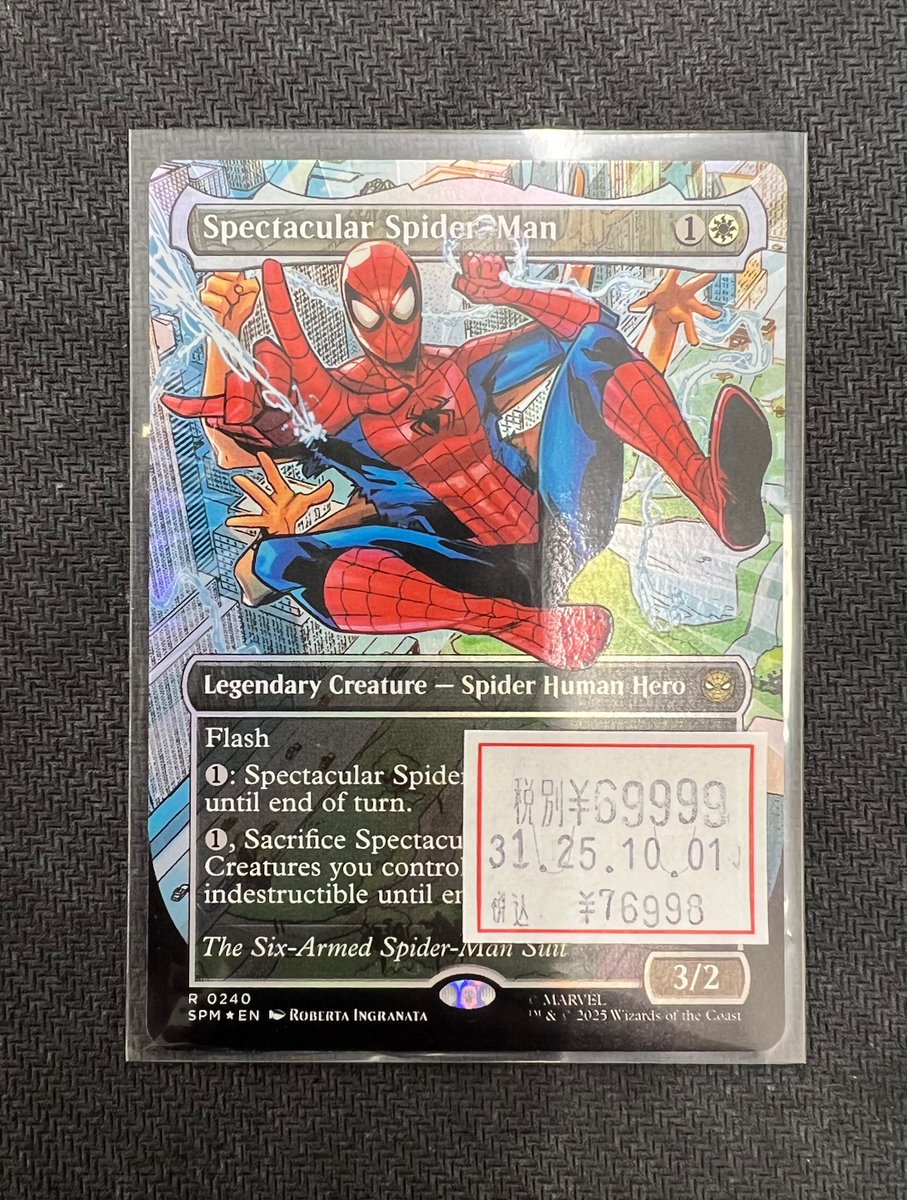 Spectacular Spider-Man 1
Legendary Creature — Spider Human Hero
Flash
1: Spectacular Spider
until end of turn.
1, Sacrifice Spectacu
Creatures you control
indestructible until en
税別¥69999
31.25.10.01
税込 ¥76998
The Six-Armed Spider-Man Suit
3/2
R 0240
SPM★EN Roberta Ingranata
© MARVEL
™ & © 2025 Wizards of the Coast